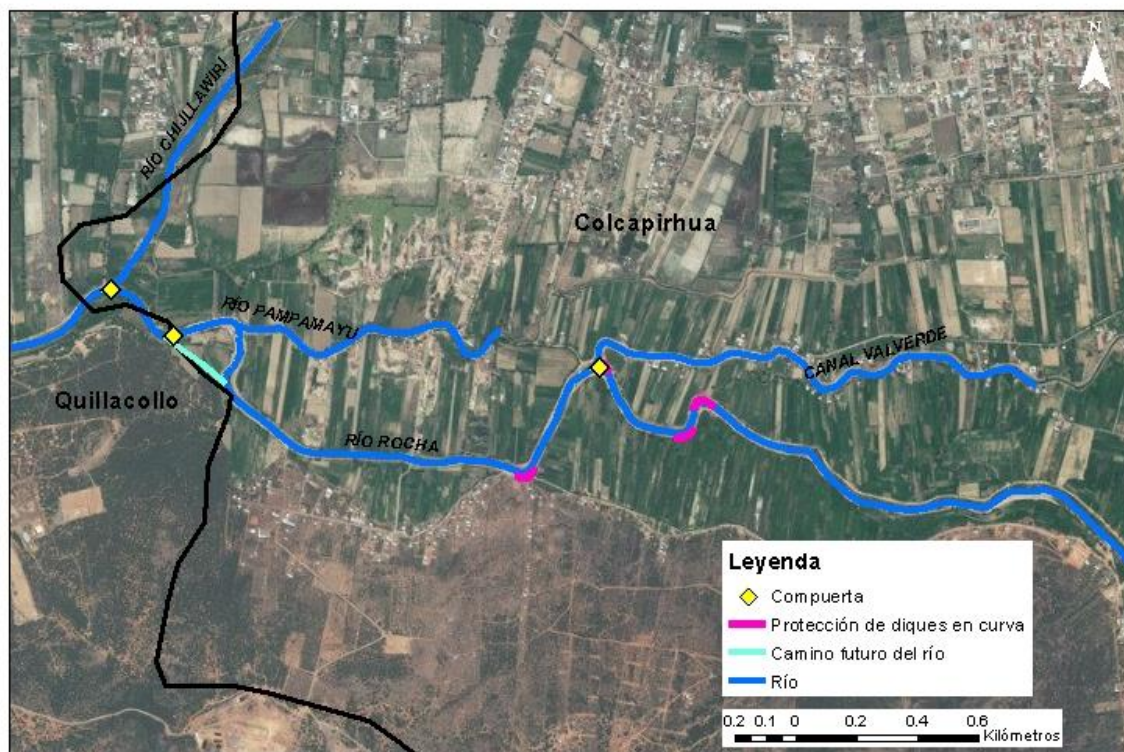 N
RÍO CHIJLLAWIRÍ
Colcapirhua
RÍO PAMPAMAYU
CANAL VALVERDE
Quillacollo
RÍO ROCHA
Leyenda
Compuerta
Protección de diques en curva
Camino futuro del río
Río
0.2 0.1 0 0.2 0.4 0.6
Kilómetros